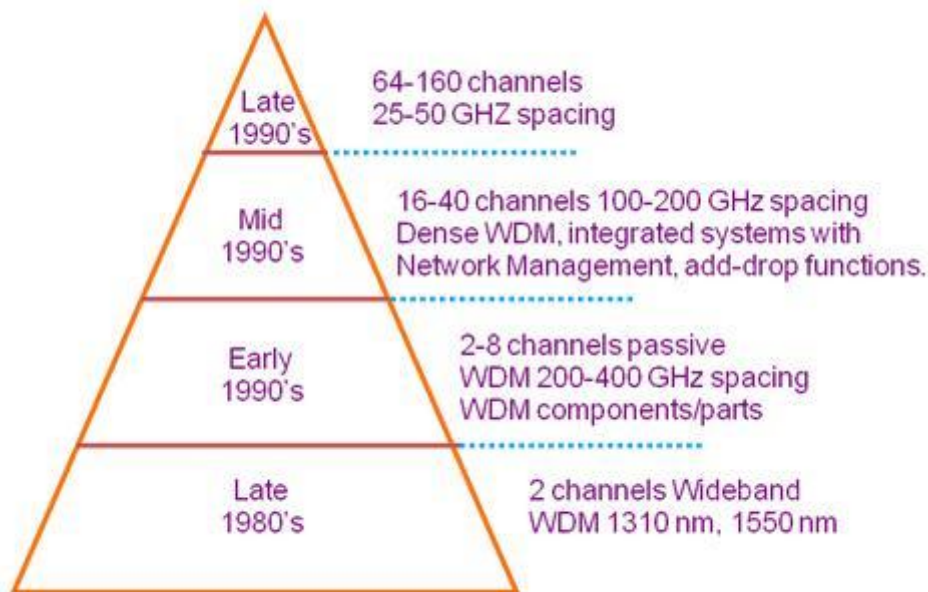 Late
1990's
64-160 channels
25-50 GHZ spacing
Mid
1990's
16-40 channels 100-200 GHz spacing
Dense WDM, integrated systems with
Network Management, add-drop functions.
Early
1990's
2-8 channels passive
WDM 200-400 GHz spacing
WDM components/parts
Late
1980's
2 channels Wideband
WDM 1310 nm, 1550 nm